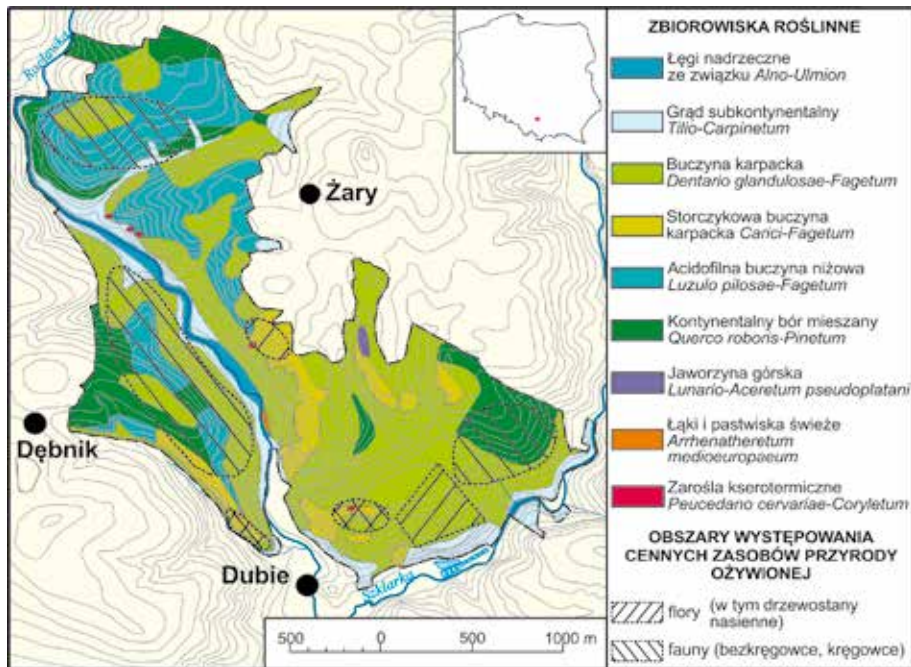 Racławka
Żary
Dębnik
Dubie
Szklarka
500 0 500 1000 m
ZBIOROWISKA ROŚLINNE
Łęgi nadrzeczne
ze związku Alno-Ulmion
Grąd subkontynentalny
Tilio-Carpinetum
Buczyna karpacka
Dentario glandulosae-Fagetum
Storczykowa buczyna
karpacka Carici-Fagetum
Acidofilna buczyna niżowa
Luzulo pilosae-Fagetum
Kontynentalny bór mieszany
Querco roboris-Pinetum
Jaworzyna górska
Lunario-Aceretum pseudoplatani
Łąki i pastwiska świeże
Arrhenatheretum
medioeuropaeum
Zarośla kserotermiczne
Peucedano cervariae-Coryletum
OBSZARY WYSTĘPOWANIA
CENNYCH ZASOBÓW PRZYRODY
OŻYWIONEJ
flory (w tym drzewostany
nasienne)
fauny (bezkręgowce, kręgowce)